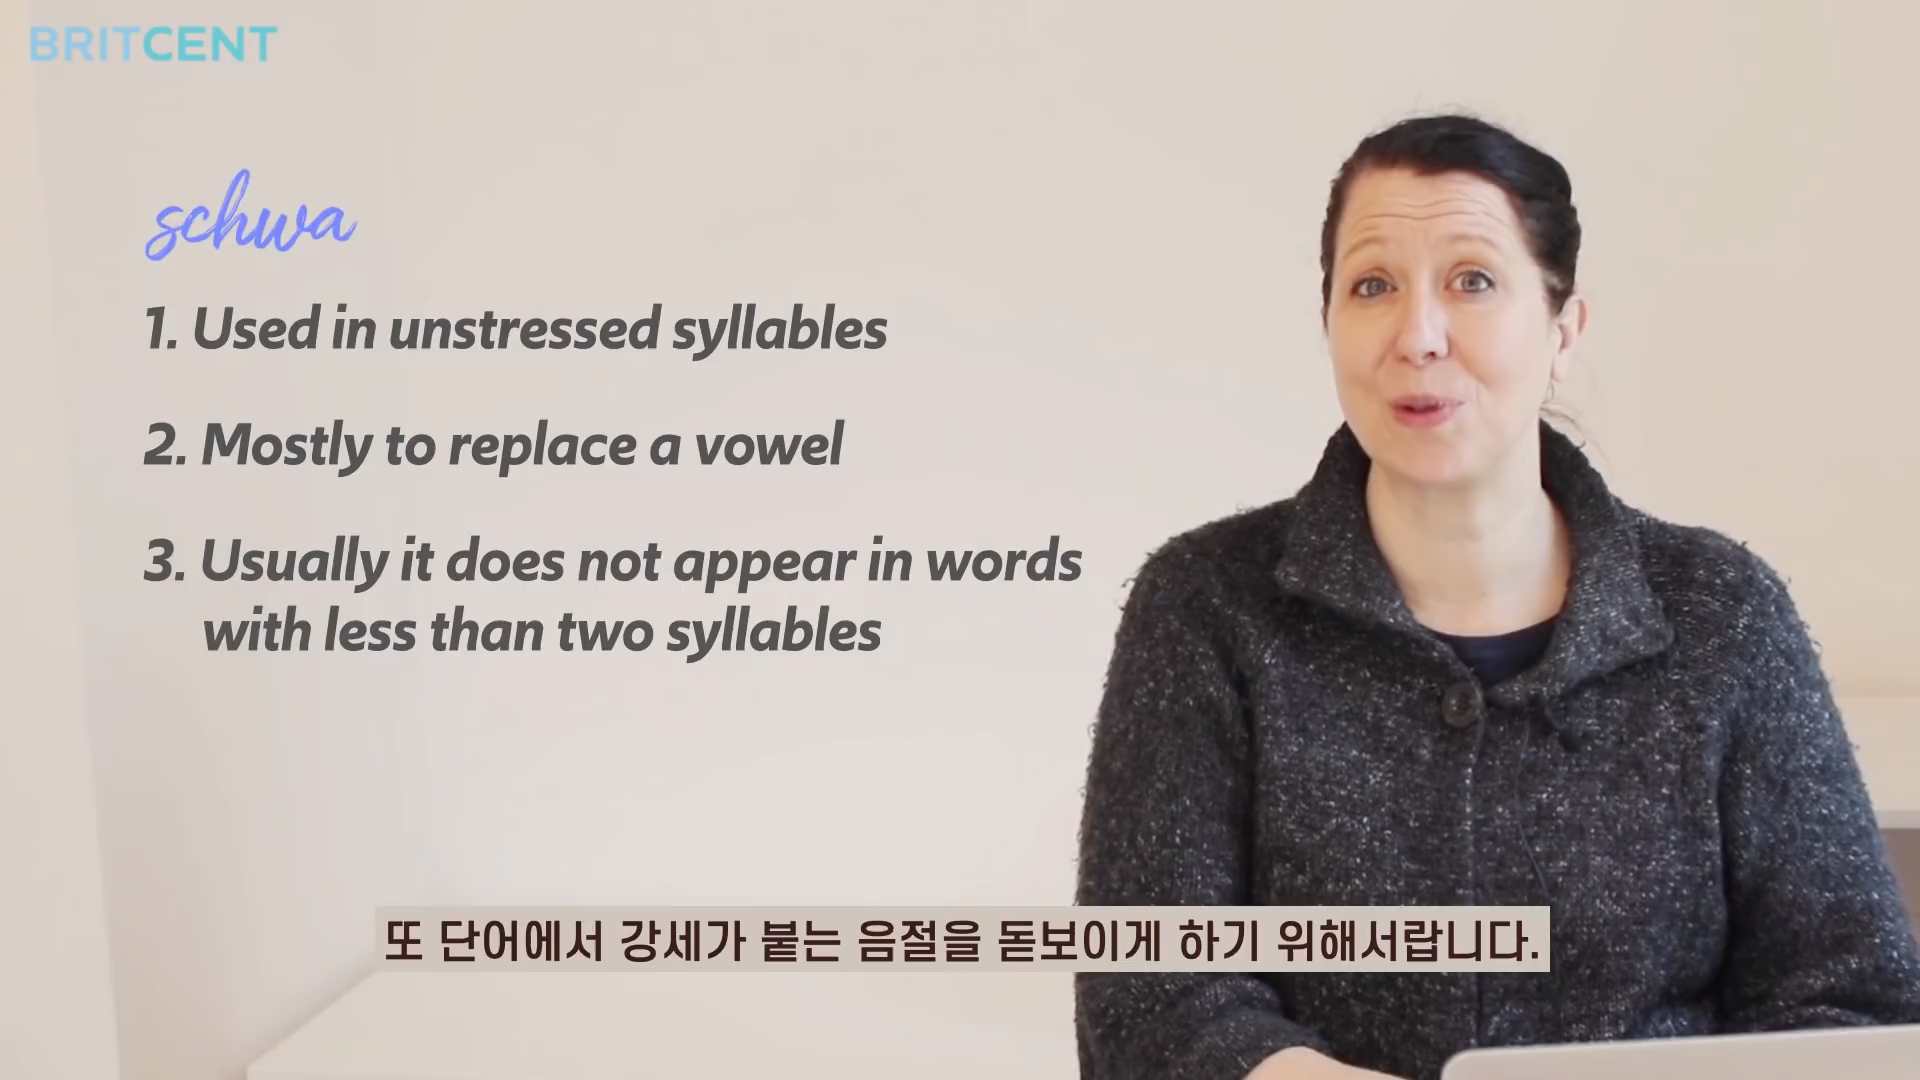 BRITCENT
schwa
1. Used in unstressed syllables
2. Mostly to replace a vowel
3. Usually it does not appear in words
with less than two syllables
또 단어에서 강세가 붙는 음절을 돋보이게 하기 위해서랍니다.